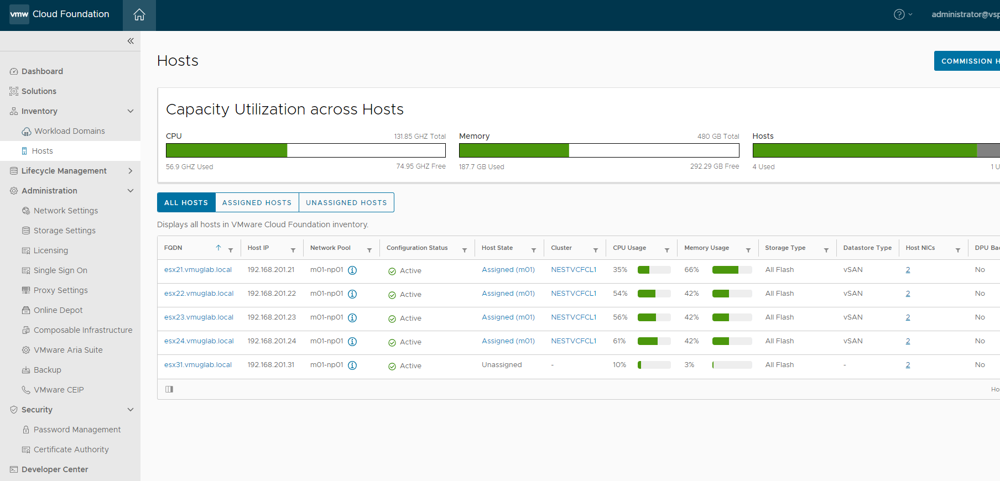 vmw Cloud Foundation
administrator@vsp
Dashboard
Solutions
Inventory
Workload Domains
Hosts
Lifecycle Management
Administration
Network Settings
Storage Settings
Licensing
Single Sign On
Proxy Settings
Online Depot
Composable Infrastructure
VMware Aria Suite
Backup
VMware CEIP
Security
Password Management
Certificate Authority
Developer Center
Hosts
COMMISSION H
Capacity Utilization across Hosts
CPU 131.85 GHZ Total
56.9 GHZ Used 74.95 GHZ Free
Memory 480 GB Total
187.7 GB Used 292.29 GB Free
Hosts
4 Used 1 U
ALL HOSTS ASSIGNED HOSTS UNASSIGNED HOSTS
Displays all hosts in VMware Cloud Foundation inventory.
FQDN Host IP Network Pool Configuration Status Host State Cluster CPU Usage Memory Usage Storage Type Datastore Type Host NICs DPU Bac
esx21.vmuglab.local 192.168.201.21 m01-np01 Active Assigned (m01) NESTVCFCL1 35% 66% All Flash vSAN 2 No
esx22.vmuglab.local 192.168.201.22 m01-np01 Active Assigned (m01) NESTVCFCL1 54% 42% All Flash vSAN 2 No
esx23.vmuglab.local 192.168.201.23 m01-np01 Active Assigned (m01) NESTVCFCL1 56% 42% All Flash vSAN 2 No
esx24.vmuglab.local 192.168.201.24 m01-np01 Active Assigned (m01) NESTVCFCL1 61% 42% All Flash vSAN 2 No
esx31.vmuglab.local 192.168.201.31 m01-np01 Active Unassigned - 10% 3% All Flash - 2 No
Ho